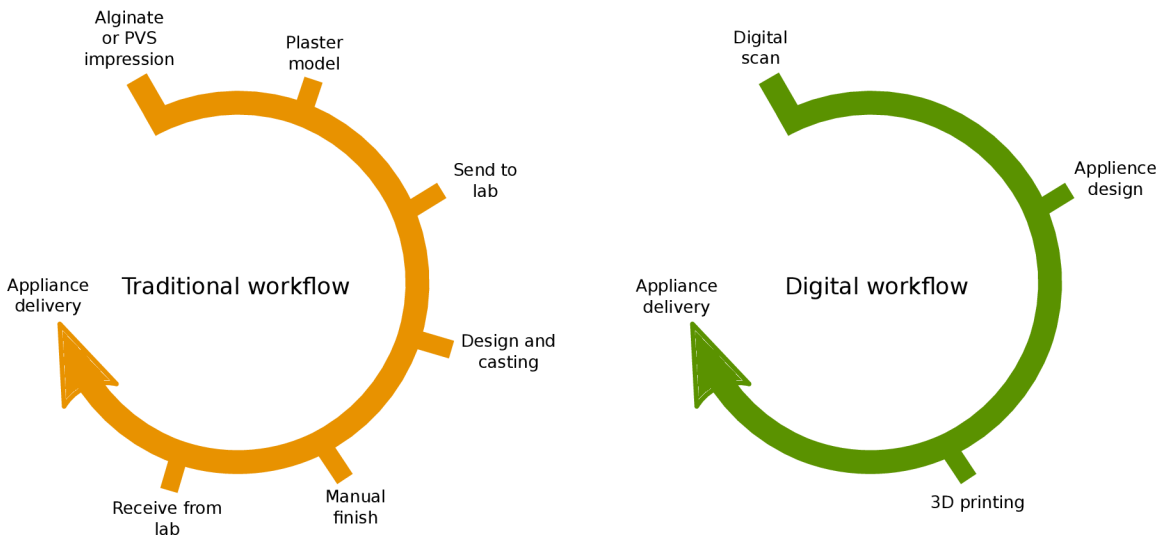 Alginate
or PVS
impression
Plaster
model
Send to
lab
Design and
casting
Manual
finish
Receive from
lab
Appliance
delivery
Traditional workflow
Digital
scan
Applience
design
3D printing
Appliance
delivery
Digital workflow